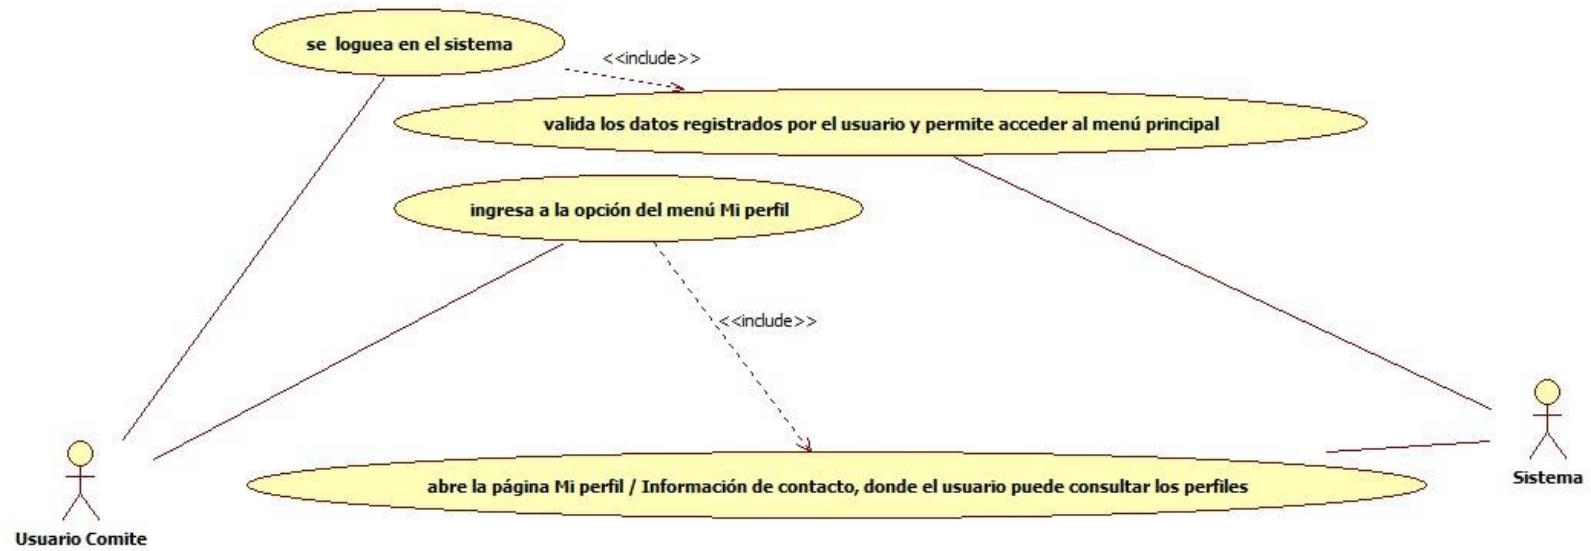 se loguea en el sistema
<<include>>
valida los datos registrados por el usuario y permite acceder al menú principal
ingresa a la opción del menú Mi perfil
<<include>>
abre la página Mi perfil / Información de contacto, donde el usuario puede consultar los perfiles
Sistema
Usuario Comite